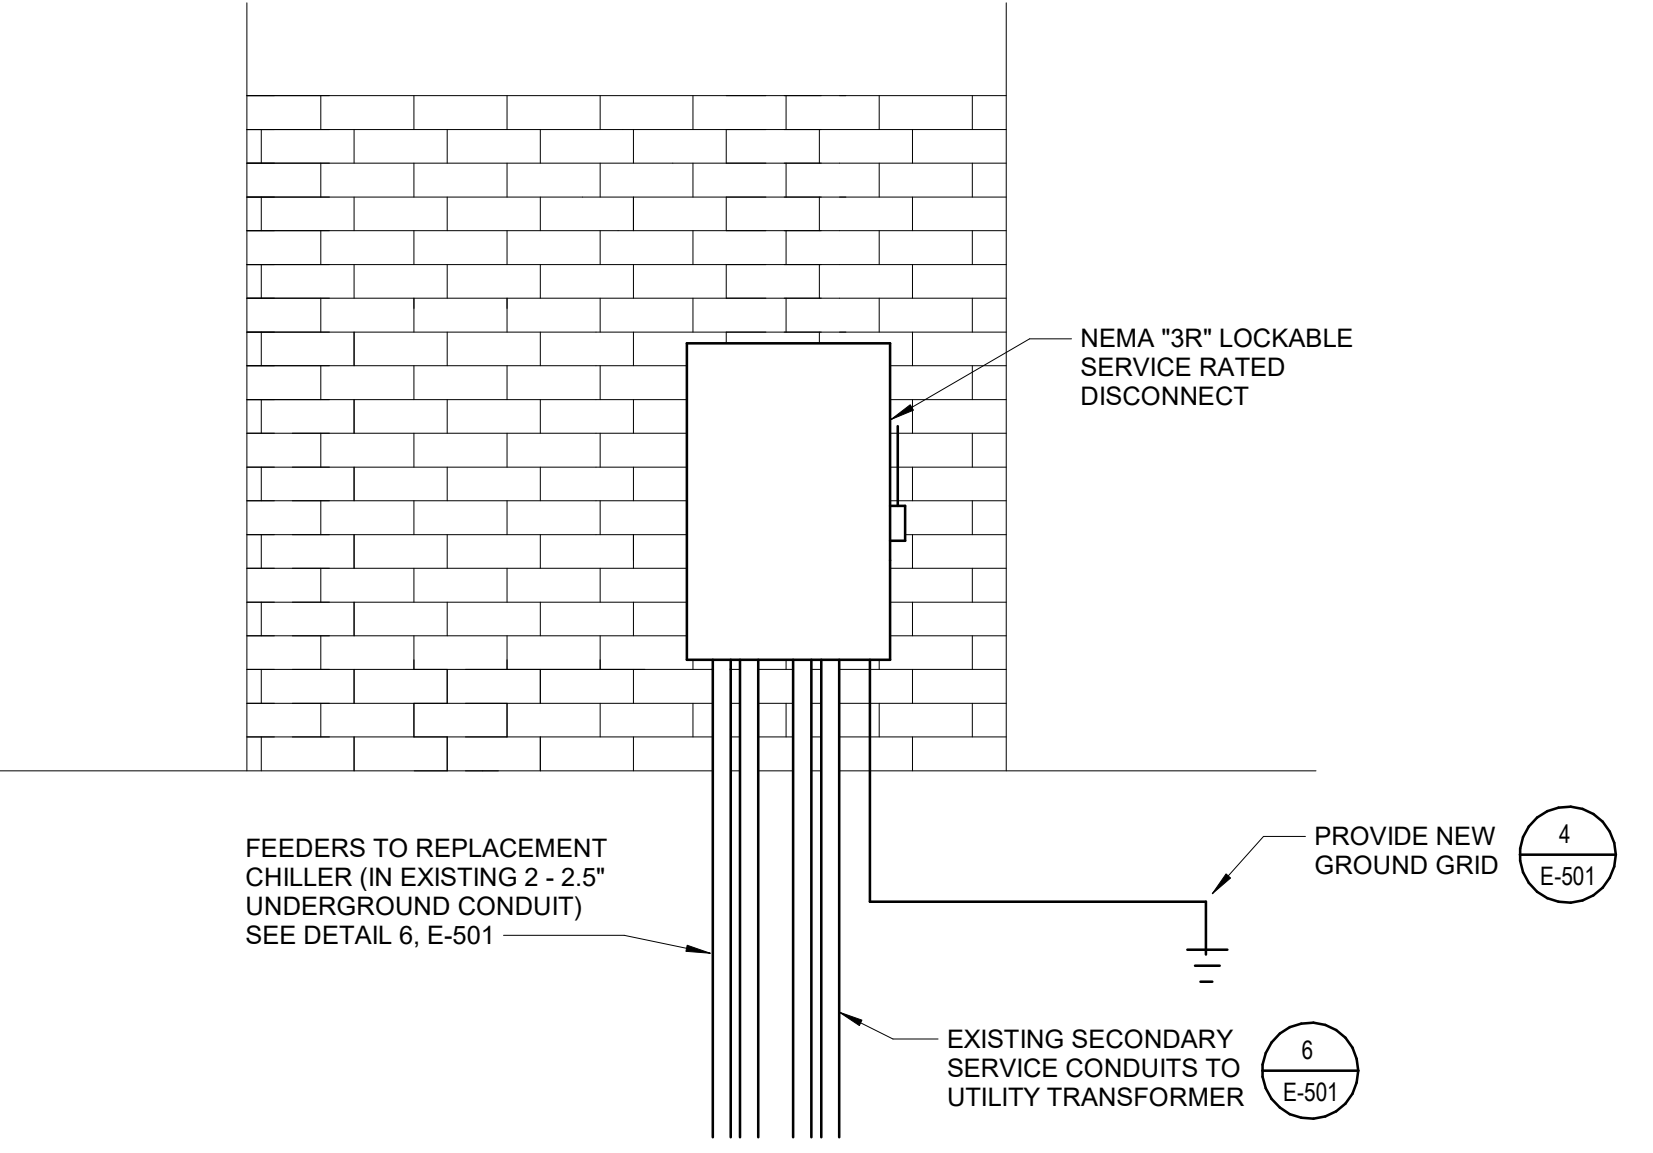 NEMA "3R" LOCKABLE
SERVICE RATED
DISCONNECT
FEEDERS TO REPLACEMENT
CHILLER (IN EXISTING 2 - 2.5"
UNDERGROUND CONDUIT)
SEE DETAIL 6, E-501
PROVIDE NEW
GROUND GRID
4
E-501
EXISTING SECONDARY
SERVICE CONDUITS TO
UTILITY TRANSFORMER
6
E-501